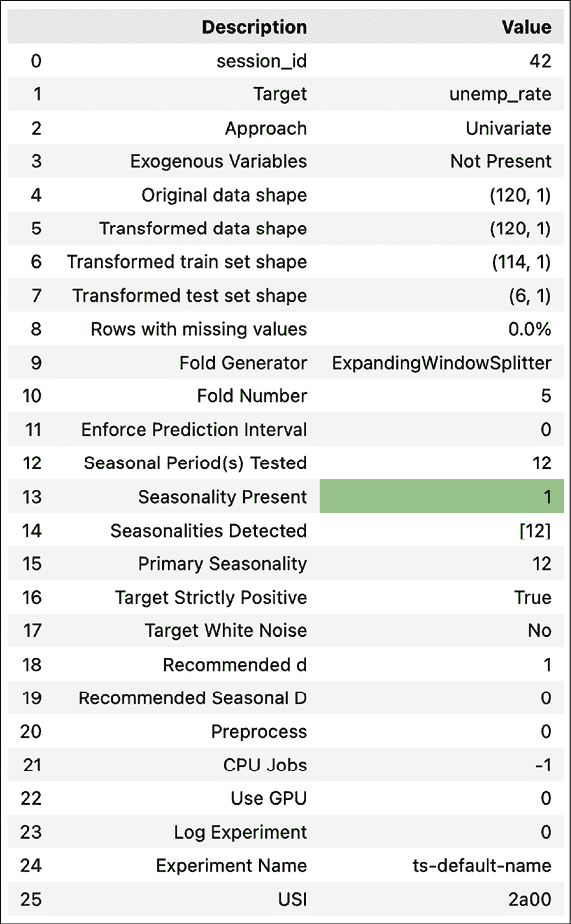 Description Value
0 session_id 42
1 Target unemp_rate
2 Approach Univariate
3 Exogenous Variables Not Present
4 Original data shape (120, 1)
5 Transformed data shape (120, 1)
6 Transformed train set shape (114, 1)
7 Transformed test set shape (6, 1)
8 Rows with missing values 0.0%
9 Fold Generator ExpandingWindowSplitter
10 Fold Number 5
11 Enforce Prediction Interval 0
12 Seasonal Period(s) Tested 12
13 Seasonality Present 1
14 Seasonalities Detected [12]
15 Primary Seasonality 12
16 Target Strictly Positive True
17 Target White Noise No
18 Recommended d 1
19 Recommended Seasonal D 0
20 Preprocess 0
21 CPU Jobs -1
22 Use GPU 0
23 Log Experiment 0
24 Experiment Name ts-default-name
25 USI 2a00